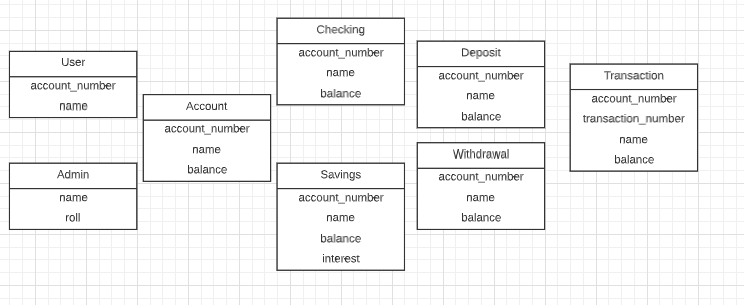 User
account_number
name
Admin
name
roll
Account
account_number
name
balance
Checking
account_number
name
balance
Savings
account_number
name
balance
interest
Deposit
account_number
name
balance
Withdrawal
account_number
name
balance
Transaction
account_number
transaction_number
name
balance